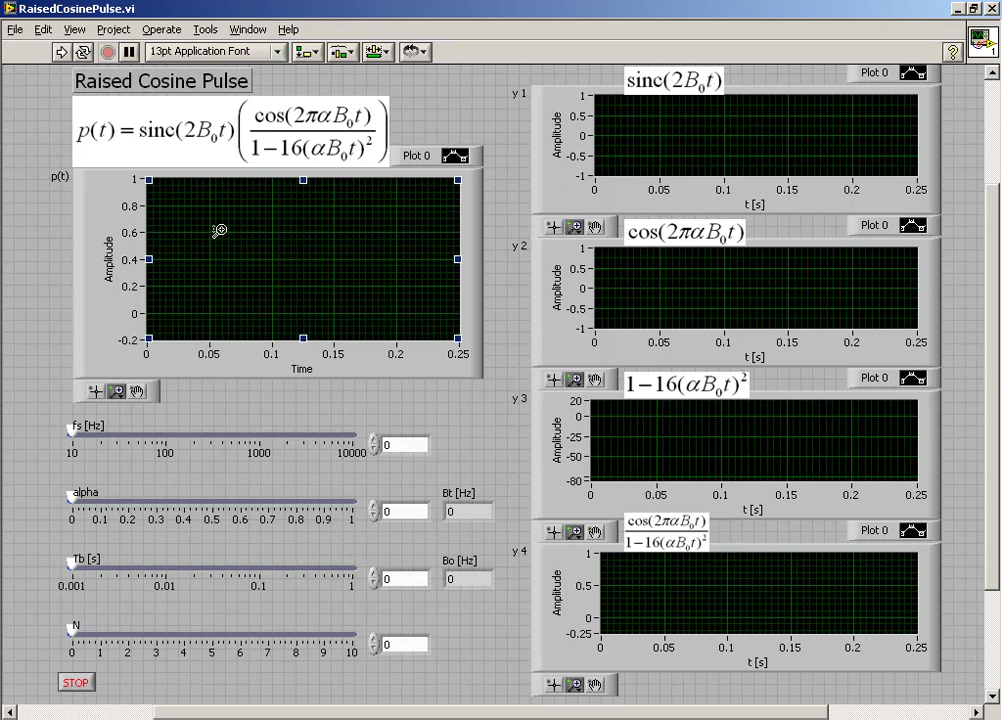 RaisedCosinePulse.vi
File Edit View Project Operate Tools Window Help
13pt Application Font
1
Raised Cosine Pulse
p(t) = sinc(2B₀t)(cos(2παB₀t) / 1−16(αB₀t)²)
Plot 0
p(t)
Amplitude
1
0.8
0.6
0.4
0.2
0
-0.2
0 0.05 0.1 0.15 0.2 0.25
Time
fs [Hz]
0
10 100 1000 10000
alpha
0
0 0.1 0.2 0.3 0.4 0.5 0.6 0.7 0.8 0.9 1
Bt [Hz]
0
Tb [s]
0
0.001 0.01 0.1 1
Bo [Hz]
0
N
0
0 1 2 3 4 5 6 7 8 9 10
STOP
y 1
sinc(2B₀t)
Plot 0
Amplitude
1
0.5
0
-0.5
-1
0 0.05 0.1 0.15 0.2 0.25
t [s]
y 2
cos(2παB₀t)
Amplitude
1
0.5
0
-0.5
-1
0 0.05 0.1 0.15 0.2 0.25
t [s]
y 3
1−16(αB₀t)²
Plot 0
Amplitude
20
0
-25
-50
-80
0 0.05 0.1 0.15 0.2 0.25
t [s]
y 4
cos(2παB₀t)
1−16(αB₀t)²
Plot 0
Amplitude
1
0.5
0
-0.25
0 0.05 0.1 0.15 0.2 0.25
t [s]